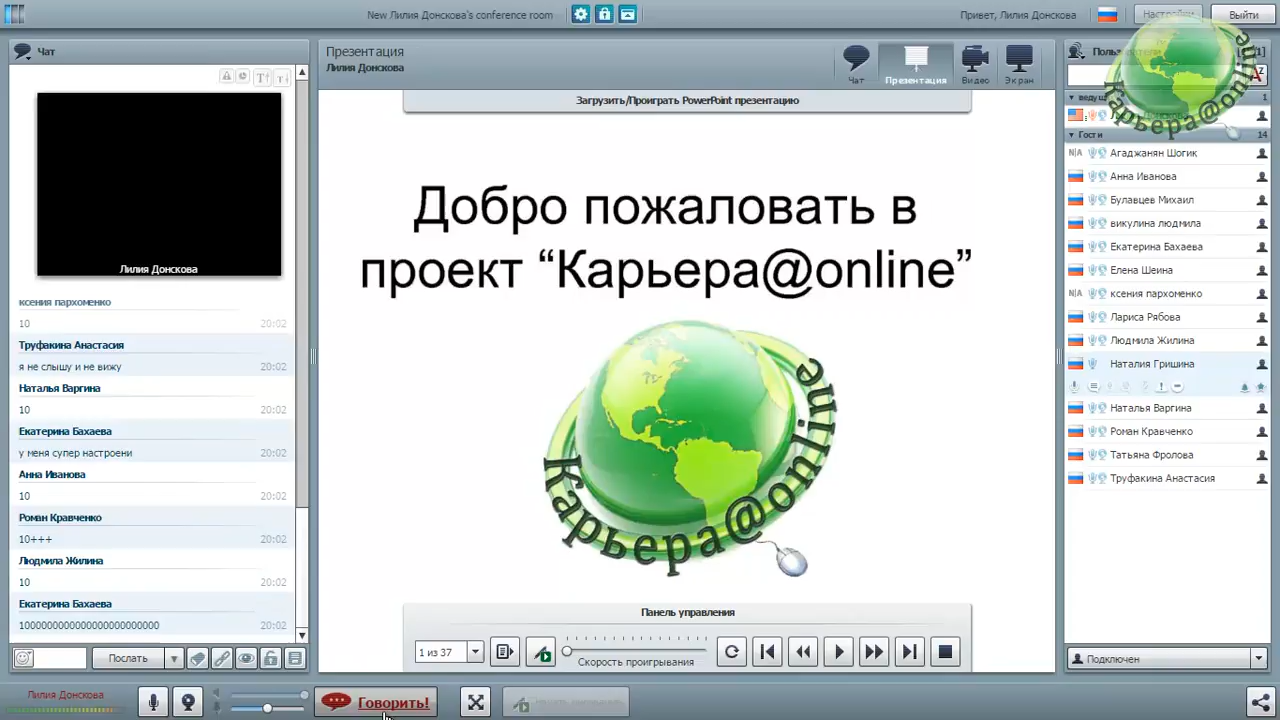 New Лилия Донскова's conference room
Привет, Лилия Донскова
Настройки
Выйти
Чат
Лилия Донскова
ксения пархоменко
10 20:02
Труфакина Анастасия
я не слышу и не вижу 20:02
Наталья Варгина
10 20:02
Екатерина Бахаева
у меня супер настроени 20:02
Анна Иванова
10 20:02
Роман Кравченко
10+++ 20:02
Людмила Жилина
10 20:02
Екатерина Бахаева
20:02
Послать
Презентация
Лилия Донскова
Чат
Презентация
Видео
Экран
Загрузить/Проиграть PowerPoint презентацию
Добро пожаловать в
проект “Карьера@online”
Карьера@online
Панель управления
1 из 37
Скорость проигрывания
Карьера@online
1
Гости 14
N/A Агаджанян Шогик
Анна Иванова
Булавцев Михаил
викулина людмила
Екатерина Бахаева
Елена Шеина
N/A ксения пархоменко
Лариса Рябова
Людмила Жилина
Наталия Гришина
Наталья Варгина
Роман Кравченко
Татьяна Фролова
Труфакина Анастасия
Подключен
Лилия Донскова
Говорить!